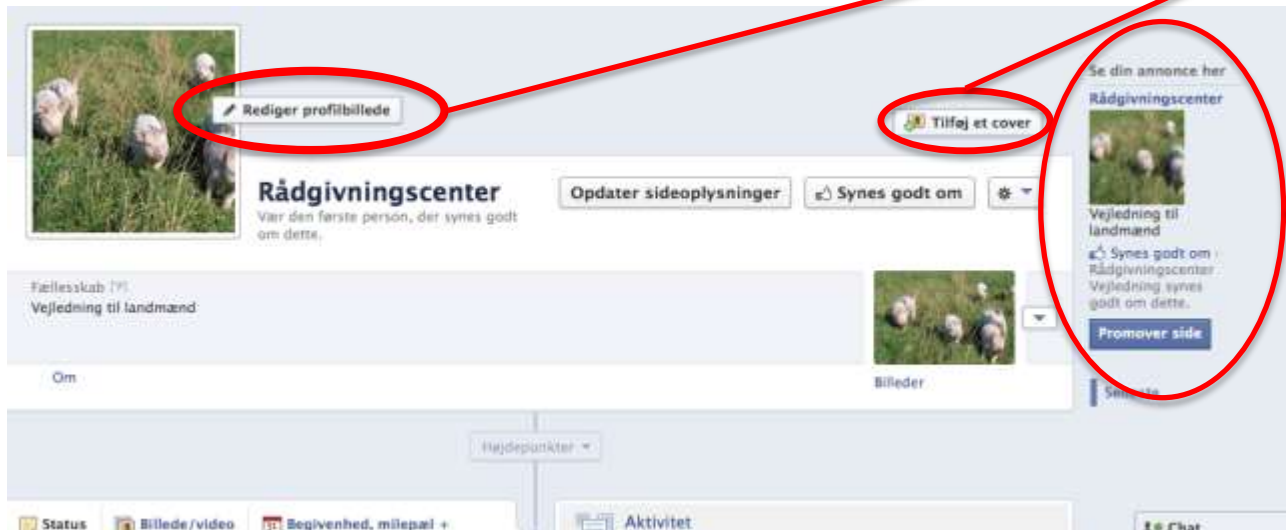 Rediger profilbillede
Tilføj et cover
Se din annonce her
Rådgivningscenter
Rådgivningscenter
Vær den første person, der synes godt
om dette.
Opdater sideoplysninger
Synes godt om
Vejledning til
landmænd
Synes godt om ·
Rådgivningscenter
Vejledning synes
godt om dette.
Promover side
Fællesskab [?]
Vejledning til landmænd
Om
Billeder
Seneste
Højdepunkter
Status
Billede/video
Begivenhed, milepæl +
Aktivitet
Chat